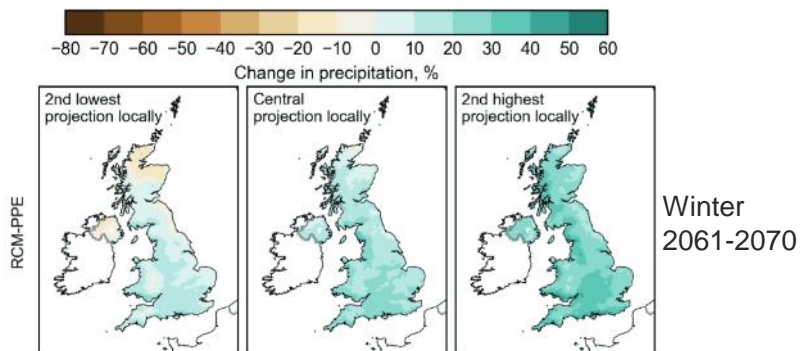 −80 −70 −60 −50 −40 −30 −20 −10 0 10 20 30 40 50 60
Change in precipitation, %
2nd lowest
projection locally
Central
projection locally
2nd highest
projection locally
RCM-PPE
Winter
2061-2070